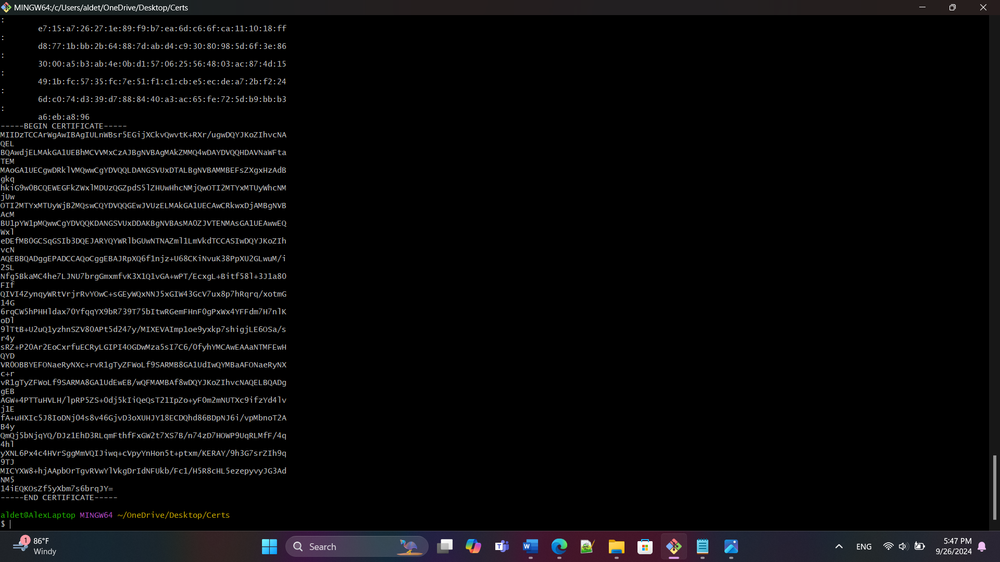 MINGW64:/c/Users/aldet/OneDrive/Desktop/Certs
:
e7:15:a7:26:27:1e:89:f9:b7:ea:6d:c6:6f:ca:11:10:18:ff
:
d8:77:1b:bb:2b:64:88:7d:ab:d4:c9:30:80:98:5d:6f:3e:86
:
30:00:a5:b3:ab:4e:0b:d1:57:06:25:56:48:03:ac:87:4d:15
:
49:1b:fc:57:35:fc:7e:51:f1:c1:cb:e5:ec:de:a7:2b:f2:24
:
6d:c0:74:d3:39:d7:88:84:40:a3:ac:65:fe:72:5d:b9:bb:b3
:
a6:eb:a8:96
-----BEGIN CERTIFICATE-----
MIIDzTCCArWgAwIBAgIULnWBsr5EGijXCkvQwvtK+RXr/ugwDQYJKoZIhvcNA
QEL
BQAwdjELMAkGA1UEBhMCVVMxCzAJBgNVBAgMAkZMMQ4wDAYDVQQHDAVNaWFta
TEM
MAoGA1UECgwDRklVMQwwCgYDVQQLDANGSVUxDTALBgNVBAMMBEFsZXgxHzAdB
gkq
hkiG9w0BCQEWEGFkZWxlMDUzQGZpdS5lZHUwHhcNMjQwOTI2MTYxMTUyWhcNM
jUw
OTI2MTYxMTUyWjB2MQswCQYDVQQGEwJVUzELMAkGA1UECAwCRkwxDjAMBgNVB
AcM
BU1pYW1pMQwwCgYDVQQKDANGSVUxDDAKBgNVBAsMA0ZJVTENMAsGA1UEAwwEQ
Wxl
eDEfMB0GCSqGSIb3DQEJARYQYWRlbGUwNTNAZml1LmVkdTCCASIwDQYJKoZIh
vcN
AQEBBQADggEPADCCAQoCggEBAJRpXQ6f1njz+U68CKiNvuK38PpXU2GLwuM/i
2SL
Nfg5BkaMC4he7LJNU7brgGmxmfvK3X1Q1vGA+wPT/EcxgL+Bitf58l+3J1a8O
FIf
QIVI4ZynqyWRtVrjrRvYOwC+sGEyWQxNNJ5xGIW43GcV7ux8p7hRqrq/xotmG
14G
6rqCW5hPHHldax7OYfqqYX9bR739T75bItwRGemFHnFOgPxWx4YFFdm7H7nlK
oDl
9lTtB+U2uQ1yzhnSZV80APt5d247y/MIXEVAImp1oe9yxkp7shigjLE6OSa/s
r4y
sRZ+P20Ar2EoCxrfuECRyLGIPI4OGDwMza5sI7C6/0fyhYMCAwEAAaNTMFEwH
QYD
VR0OBBYEFONaeRyNXc+rvR1gTyZFWoLf9SARMB8GA1UdIwQYMBaAFONaeRyNX
c+r
vR1gTyZFWoLf9SARMA8GA1UdEwEB/wQFMAMBAf8wDQYJKoZIhvcNAQELBQADg
gEB
AGW+4PTTuHVLH/lpRP5ZS+Odj5kIiQeQsT21IpZo+yF0m2mNUTXc9ifzYd4lv
j1E
fA+uHXIc5J8IoDNjO4s8v46GjvD3oXUHJY18ECDQhd86BDpNJ6i/vpMbnoT2A
B4y
QmQj5bNjqYQ/DJz1EhD3RLqmFthfFxGW2t7XS7B/n74zD7HOWP9UqRLMfF/4q
4hl
yXNL6Px4c4HVrSggMmVQIJiwq+cVpyYnHon5t+ptxm/KERAY/9h3G7srZIh9q
9TJ
MICYXW8+hjAApbOrTgvRVwYlVkgDrIdNFUkb/Fc1/H5R8cHL5ezepyvyJG3Ad
NM5
14iEQKOsZf5yXbm7s6brqJY=
-----END CERTIFICATE-----
aldet@AlexLaptop MINGW64 ~/OneDrive/Desktop/Certs
$
1
86°F
Windy
Search
ENG
5:47 PM
9/26/2024